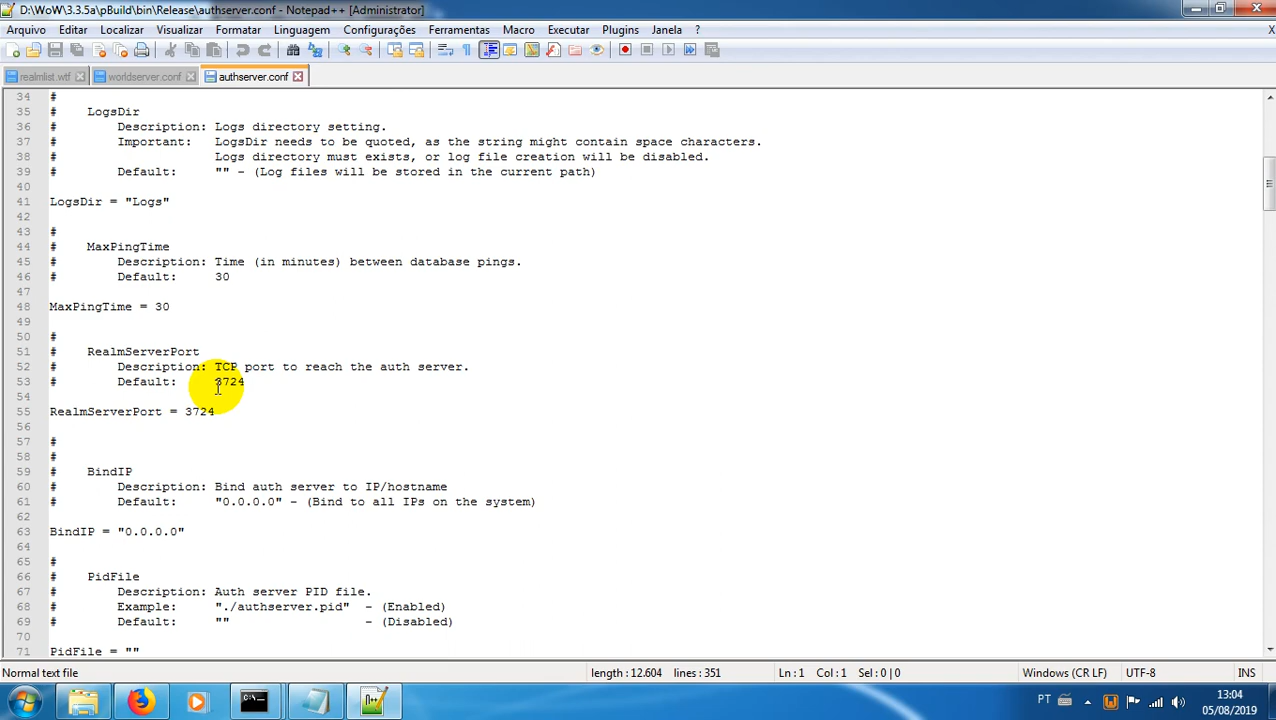 D:\WoW\3.3.5a\pBuild\bin\Release\authserver.conf - Notepad++ [Administrator]
Arquivo Editar Localizar Visualizar Formatar Linguagem Configurações Ferramentas Macro Executar Plugins Janela ? X
realmlist.wtf worldserver.conf authserver.conf
34 #
35 # LogsDir
36 # Description: Logs directory setting.
37 # Important: LogsDir needs to be quoted, as the string might contain space characters.
38 # Logs directory must exists, or log file creation will be disabled.
39 # Default: "" - (Log files will be stored in the current path)
40
41 LogsDir = "Logs"
42
43 #
44 # MaxPingTime
45 # Description: Time (in minutes) between database pings.
46 # Default: 30
47
48 MaxPingTime = 30
49
50 #
51 # RealmServerPort
52 # Description: TCP port to reach the auth server.
53 # Default: 3724
54
55 RealmServerPort = 3724
56
57 #
58 #
59 # BindIP
60 # Description: Bind auth server to IP/hostname
61 # Default: "0.0.0.0" - (Bind to all IPs on the system)
62
63 BindIP = "0.0.0.0"
64
65 #
66 # PidFile
67 # Description: Auth server PID file.
68 # Example: "./authserver.pid" - (Enabled)
69 # Default: "" - (Disabled)
70
71 PidFile = ""
Normal text file length : 12.604 lines : 351 Ln : 1 Col : 1 Sel : 0 | 0 Windows (CR LF) UTF-8 INS
PT 13:04
05/08/2019